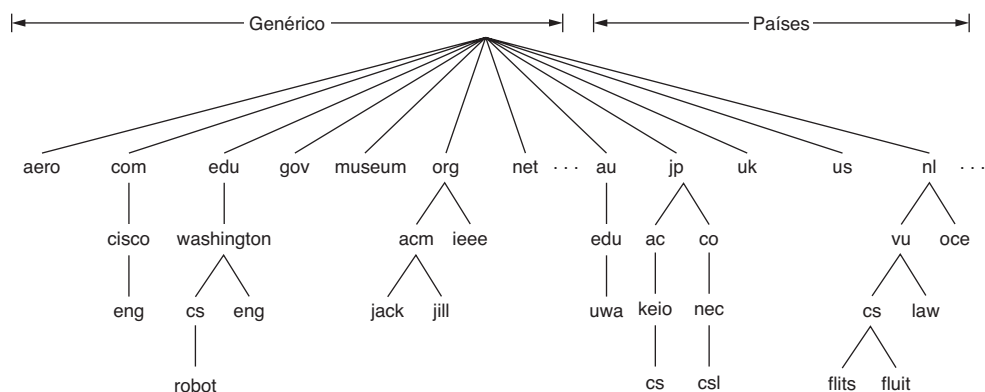 Genérico Países
aero com edu gov museum org net ... au jp uk us nl ...
cisco washington acm ieee edu ac co vu oce
eng cs eng jack jill uwa keio nec cs law
robot cs csl flits fluit